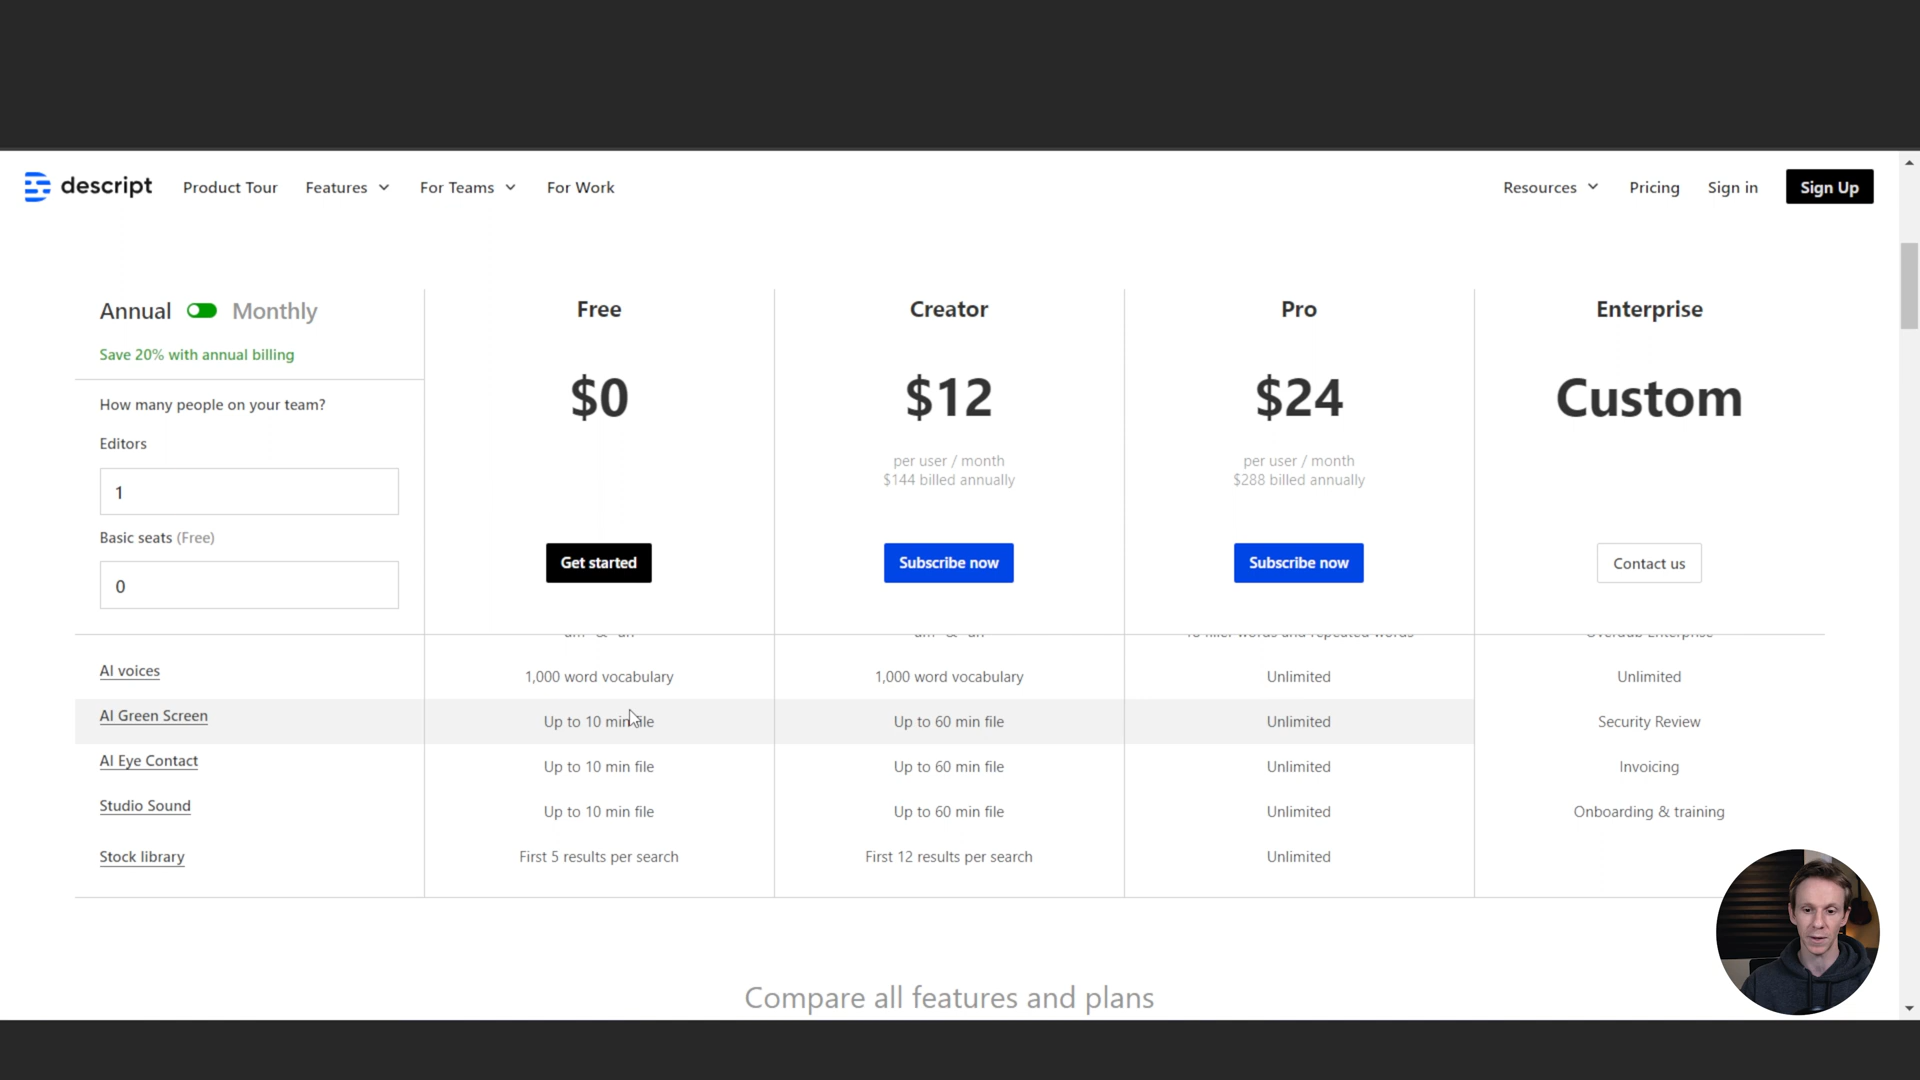 descript Product Tour Features For Teams For Work Resources Pricing Sign in Sign Up
Annual Monthly
Save 20% with annual billing
How many people on your team?
Editors
1
Basic seats (Free)
0
Free
$0
Get started
Creator
$12
per user / month
$144 billed annually
Subscribe now
Pro
$24
per user / month
$288 billed annually
Subscribe now
Enterprise
Custom
Contact us
AI voices 1,000 word vocabulary 1,000 word vocabulary Unlimited Unlimited
AI Green Screen Up to 10 min file Up to 60 min file Unlimited Security Review
AI Eye Contact Up to 10 min file Up to 60 min file Unlimited Invoicing
Studio Sound Up to 10 min file Up to 60 min file Unlimited Onboarding & training
Stock library First 5 results per search First 12 results per search Unlimited
Compare all features and plans